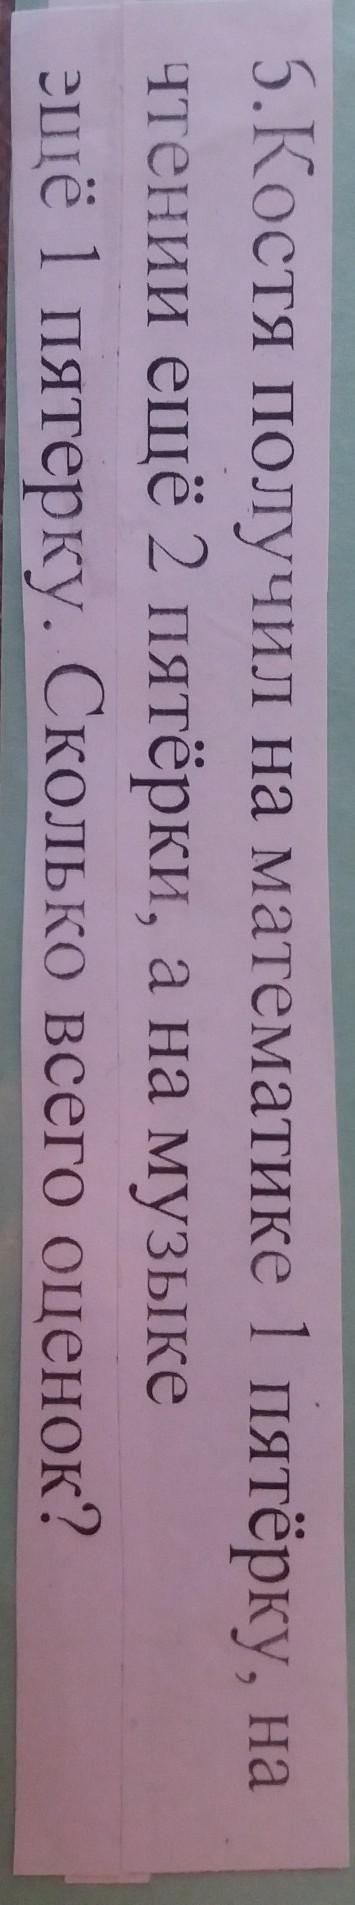 5.Костя получил на математике 1 пятёрку, на
чтении ещё 2 пятёрки, а на музыке
ещё 1 пятерку. Сколько всего оценок?